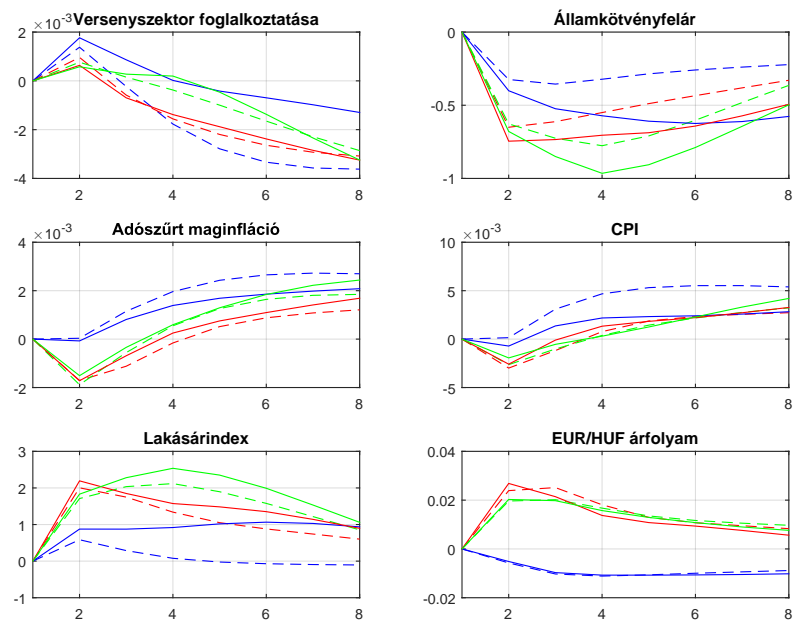 ×10⁻³ Versenyszektor foglalkoztatása
2
0
-2
-4
2 4 6 8
Államkötvényfelár
0
-0.5
-1
2 4 6 8
×10⁻³ Adószűrt maginfláció
4
2
0
-2
2 4 6 8
×10⁻³ CPI
10
5
0
-5
2 4 6 8
Lakásárindex
3
2
1
0
-1
2 4 6 8
EUR/HUF árfolyam
0.04
0.02
0
-0.02
2 4 6 8